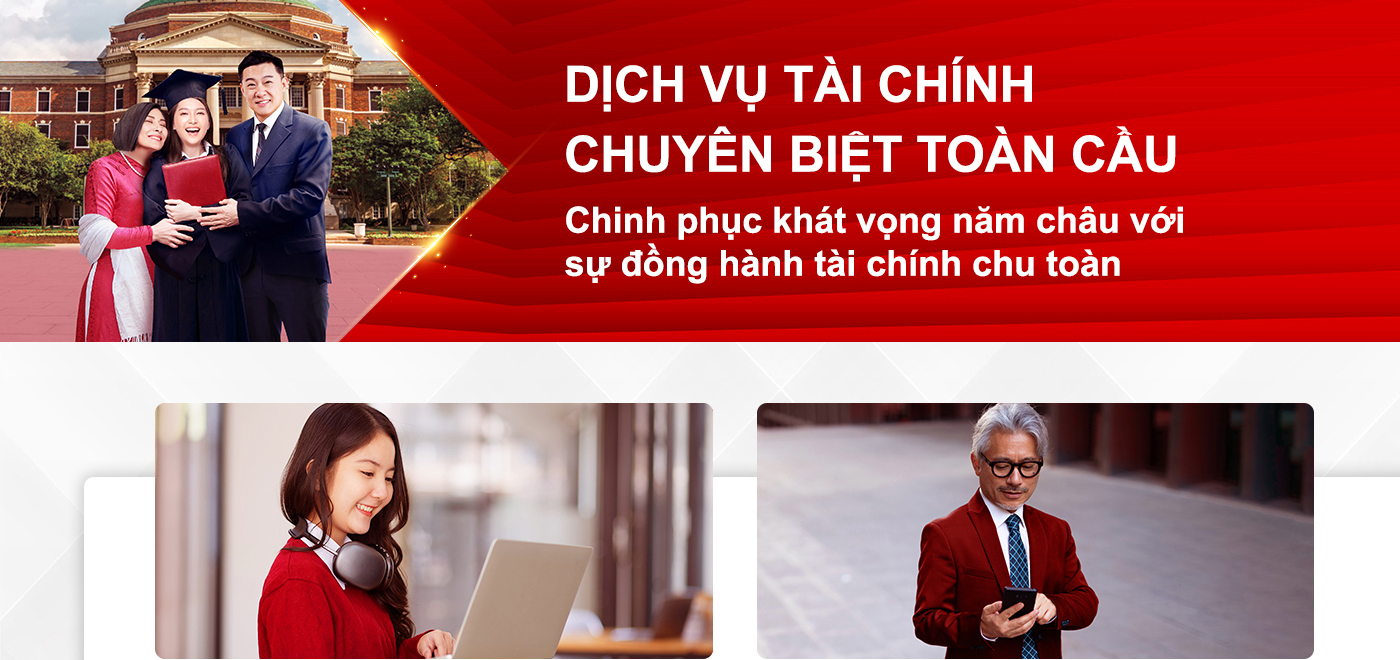 DỊCH VỤ TÀI CHÍNH
CHUYÊN BIỆT TOÀN CẦU
Chinh phục khát vọng năm châu với
sự đồng hành tài chính chu toàn